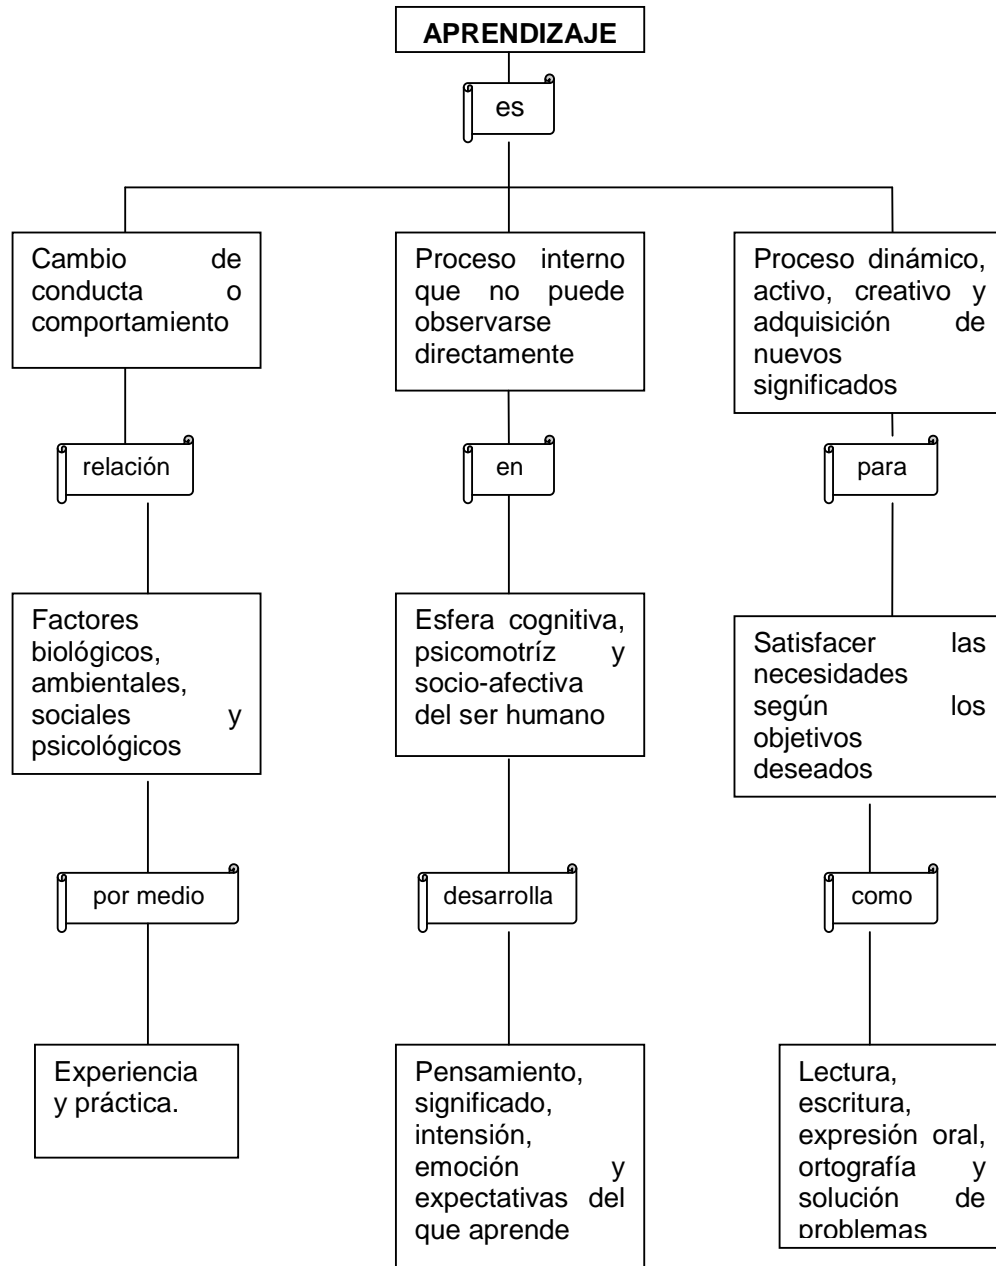 APRENDIZAJE
es
Cambio de
conducta o
comportamiento
Proceso interno
que no puede
observarse
directamente
Proceso dinámico,
activo, creativo y
adquisición de
nuevos
significados
relación
en
para
Factores
biológicos,
ambientales,
sociales y
psicológicos
Esfera cognitiva,
psicomotríz y
socio-afectiva
del ser humano
Satisfacer las
necesidades
según los
objetivos
deseados
por medio
desarrolla
como
Experiencia
y práctica.
Pensamiento,
significado,
intensión,
emoción y
expectativas del
que aprende
Lectura,
escritura,
expresión oral,
ortografía y
solución de
problemas